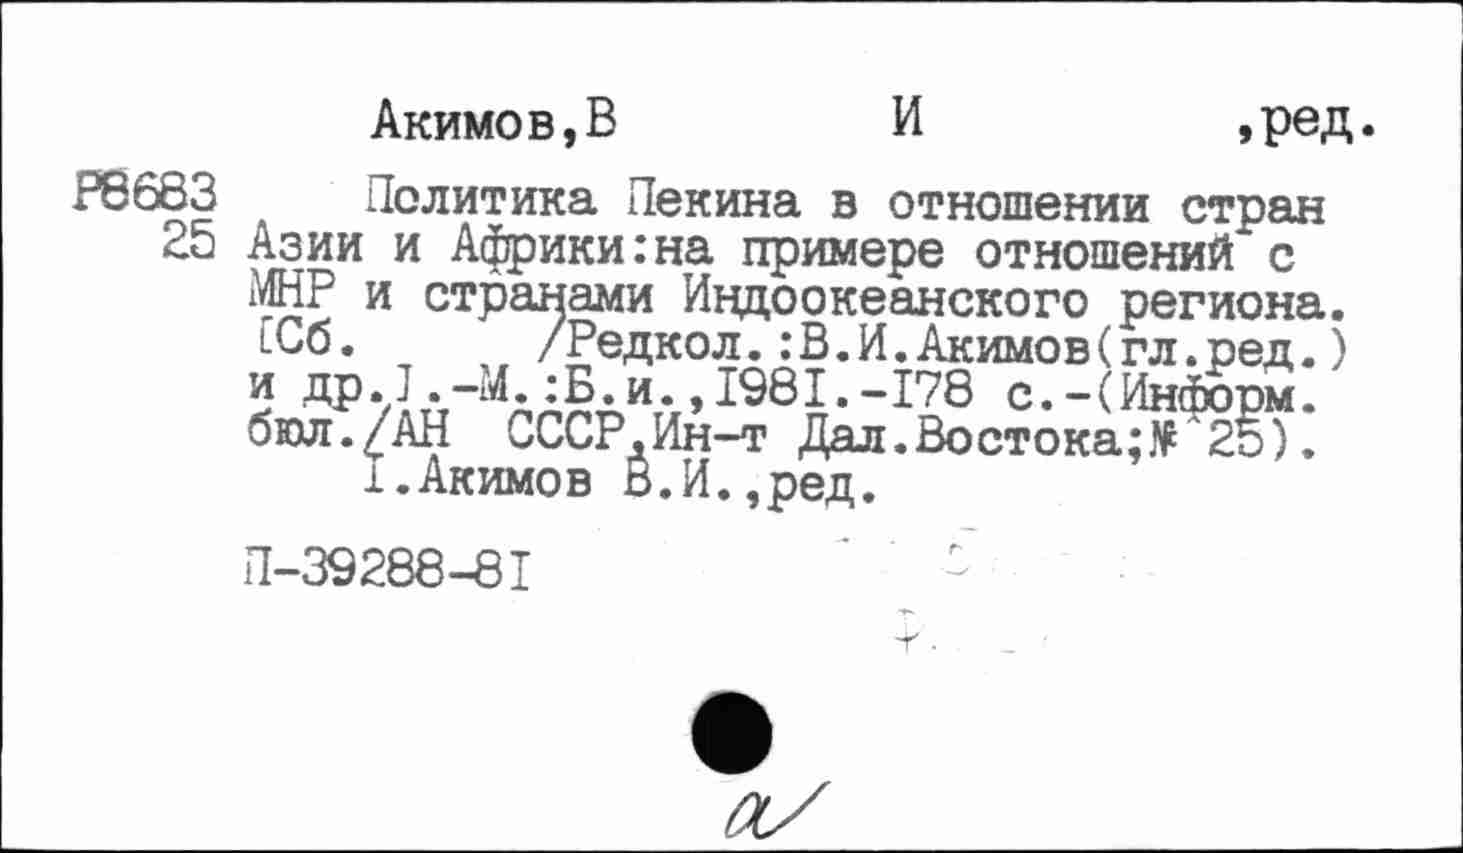 Акимов,В И ,ред.
Р8683 Политика Пекина в отношении стран
25 Азии и Африки:на примере отношений с
МНР и странами Индоокеанского региона.
[Сб. /Редкол.:В.И.Акимов(гл.ред.)
и др.].-М.:Б.и.,1981.-178 с.-(Информ.
бюл./АН СССР,Ин-т Дал.Востока;№ 25).
I.Акимов В.И.,ред.
П-39288-81
а